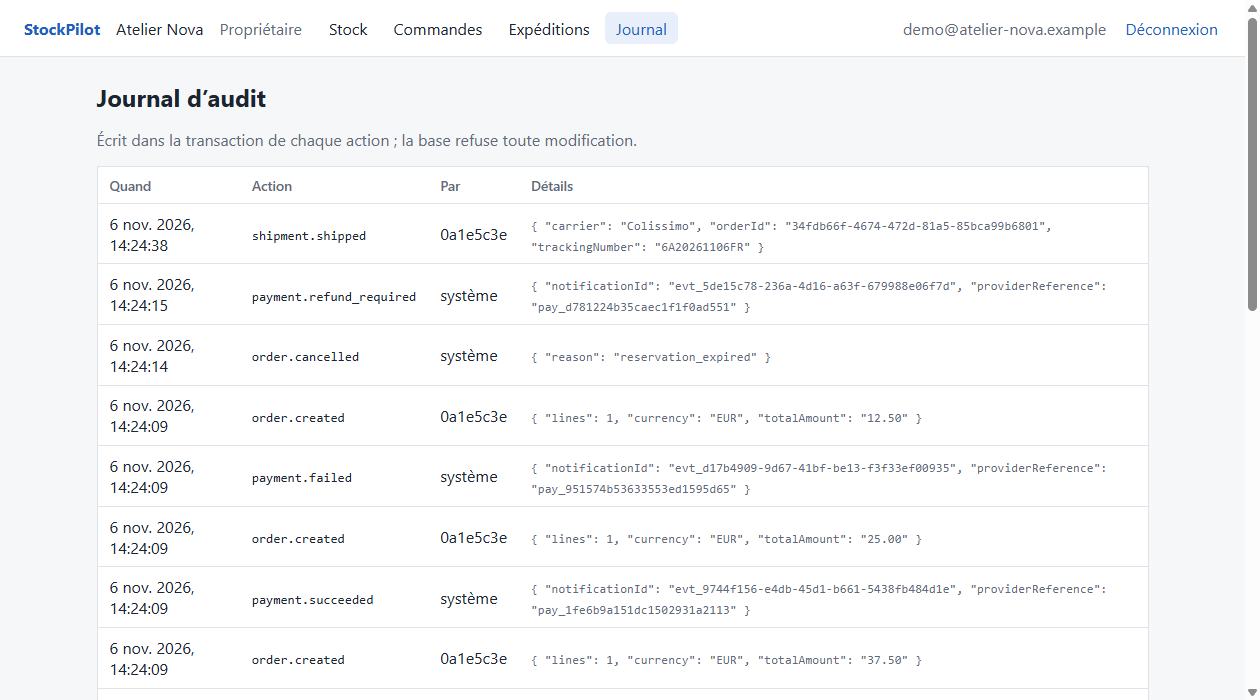 StockPilot Atelier Nova Propriétaire Stock Commandes Expéditions Journal demo@atelier-nova.example Déconnexion
Journal d’audit
Écrit dans la transaction de chaque action ; la base refuse toute modification.
Quand Action Par Détails
6 nov. 2026,
14:24:38
shipment.shipped
0a1e5c3e
{ "carrier": "Colissimo", "orderId": "34fdb66f-4674-472d-81a5-85bca99b6801",
"trackingNumber": "6A20261106FR" }
6 nov. 2026,
14:24:15
payment.refund_required
système
{ "notificationId": "evt_5de15c78-236a-4d16-a63f-679988e06f7d", "providerReference":
"pay_d781224b35caec1f1f0ad551" }
6 nov. 2026,
14:24:14
order.cancelled
système
{ "reason": "reservation_expired" }
6 nov. 2026,
14:24:09
order.created
0a1e5c3e
{ "lines": 1, "currency": "EUR", "totalAmount": "12.50" }
6 nov. 2026,
14:24:09
payment.failed
système
{ "notificationId": "evt_d17b4909-9d67-41bf-be13-f3f33ef00935", "providerReference":
"pay_951574b53633553ed1595d65" }
6 nov. 2026,
14:24:09
order.created
0a1e5c3e
{ "lines": 1, "currency": "EUR", "totalAmount": "25.00" }
6 nov. 2026,
14:24:09
payment.succeeded
système
{ "notificationId": "evt_9744f156-e4db-45d1-b661-5438fb484d1e", "providerReference":
"pay_1fe6b9a151dc1502931a2113" }
6 nov. 2026,
14:24:09
order.created
0a1e5c3e
{ "lines": 1, "currency": "EUR", "totalAmount": "37.50" }